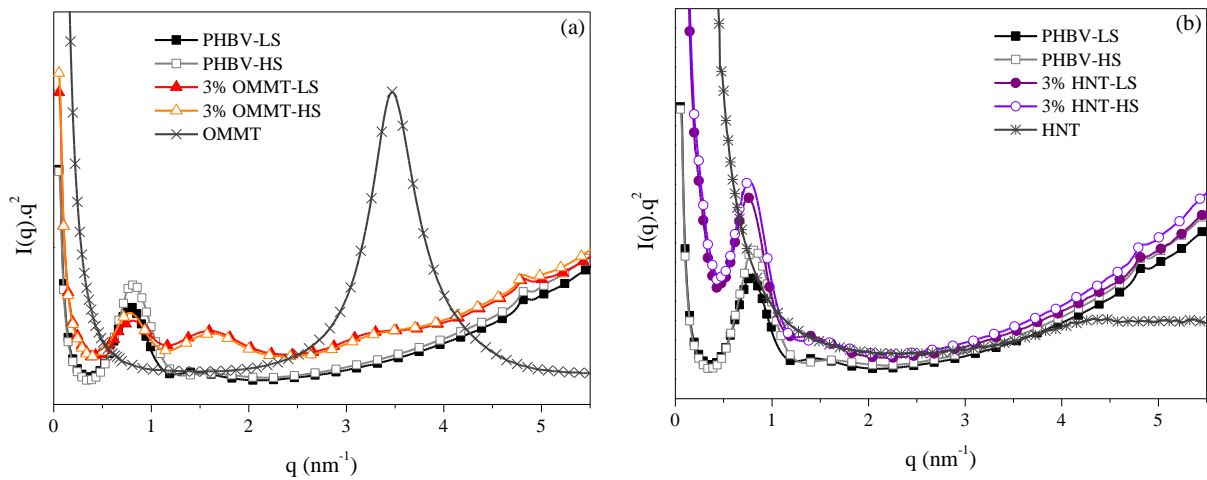 (a)
PHBV-LS
PHBV-HS
3% OMMT-LS
3% OMMT-HS
OMMT
I(q).q²
0 1 2 3 4 5
q (nm⁻¹)
(b)
PHBV-LS
PHBV-HS
3% HNT-LS
3% HNT-HS
HNT
I(q).q²
0 1 2 3 4 5
q (nm⁻¹)